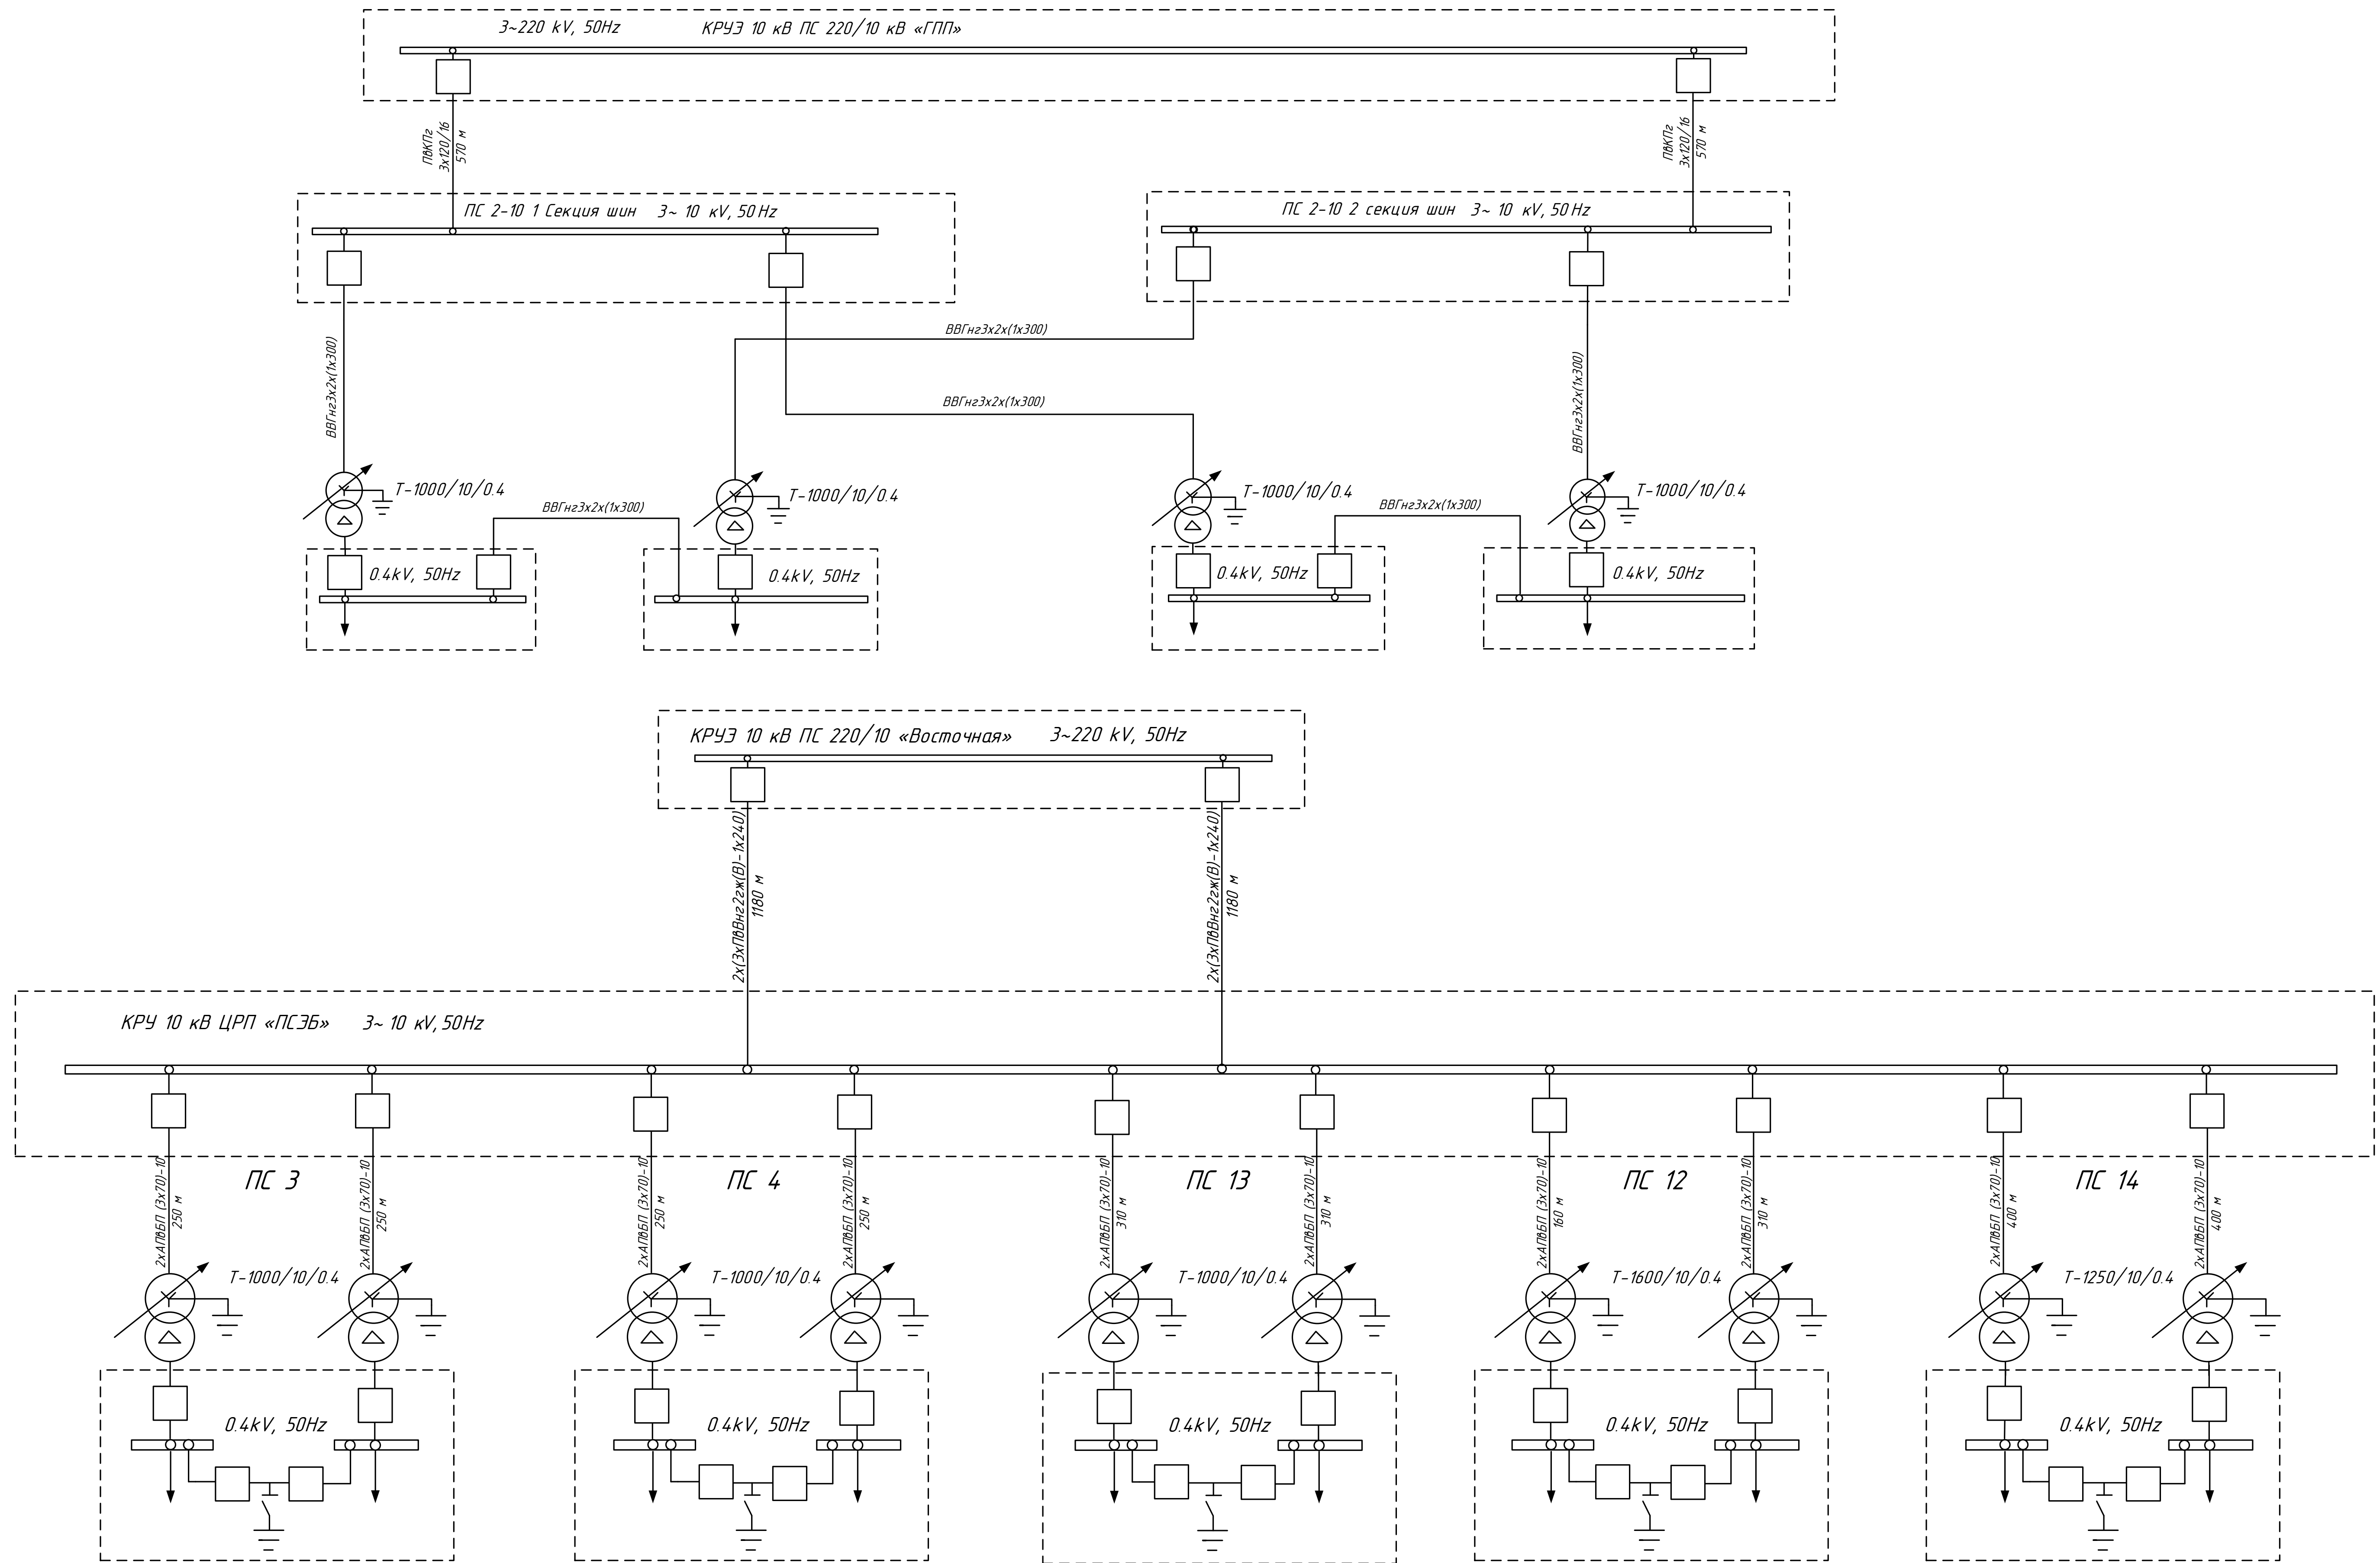 3~220 kV, 50Hz
КРУЭ 10 кВ ПС 220/10 кВ «ГПП»
ПвКПг
3х120/16
570 м
ПвКПг
3х120/16
570 м
ПС 2-10 1 Секция шин 3~ 10 kV, 50 Hz
ПС 2-10 2 секция шин 3~ 10 kV, 50 Hz
ВВГнг3х2х(1х300)
ВВГнг3х2х(1х300)
ВВГнг3х2х(1х300)
ВВГнг3х2х(1х300)
Т-1000/10/0.4
Т-1000/10/0.4
Т-1000/10/0.4
Т-1000/10/0.4
ВВГнг3х2х(1х300)
ВВГнг3х2х(1х300)
0.4kV, 50Hz
0.4kV, 50Hz
0.4kV, 50Hz
0.4kV, 50Hz
КРУЭ 10 кВ ПС 220/10 «Восточная» 3~220 kV, 50Hz
2х(3хПвВнг2гж(В)-1х240)
1180 м
2х(3хПвВнг2гж(В)-1х240)
1180 м
КРУ 10 кВ ЦРП «ПСЭБ» 3~ 10 kV, 50Hz
ПС 3
ПС 4
ПС 13
ПС 12
ПС 14
2хАПвБП (3х70)-10
250 м
2хАПвБП (3х70)-10
250 м
2хАПвБП (3х70)-10
250 м
2хАПвБП (3х70)-10
250 м
2хАПвБП (3х70)-10
310 м
2хАПвБП (3х70)-10
310 м
2хАПвБП (3х70)-10
160 м
2хАПвБП (3х70)-10
310 м
2хАПвБП (3х70)-10
400 м
2хАПвБП (3х70)-10
400 м
Т-1000/10/0.4
Т-1000/10/0.4
Т-1000/10/0.4
Т-1600/10/0.4
Т-1250/10/0.4
0.4kV, 50Hz
0.4kV, 50Hz
0.4kV, 50Hz
0.4kV, 50Hz
0.4kV, 50Hz